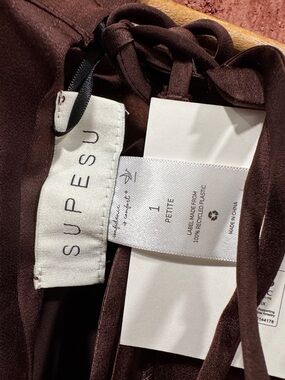 SUPESU
1
PETITE
LABEL MADE FROM
100% RECYCLED PLASTIC
MADE IN CHINA